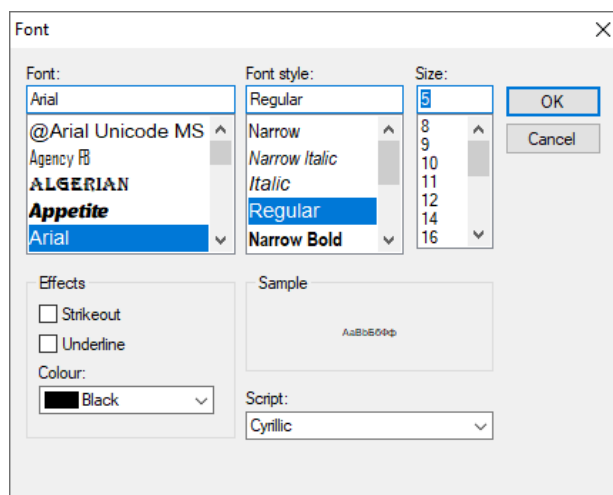 Font
Font:
Arial
@Arial Unicode MS
Agency FB
ALGERIAN
Appetite
Arial
Font style:
Regular
Narrow
Narrow Italic
Italic
Regular
Narrow Bold
Size:
5
8
9
10
11
12
14
16
OK
Cancel
Effects
Strikeout
Underline
Colour:
Black
Sample
АаВbБбФф
Script:
Cyrillic